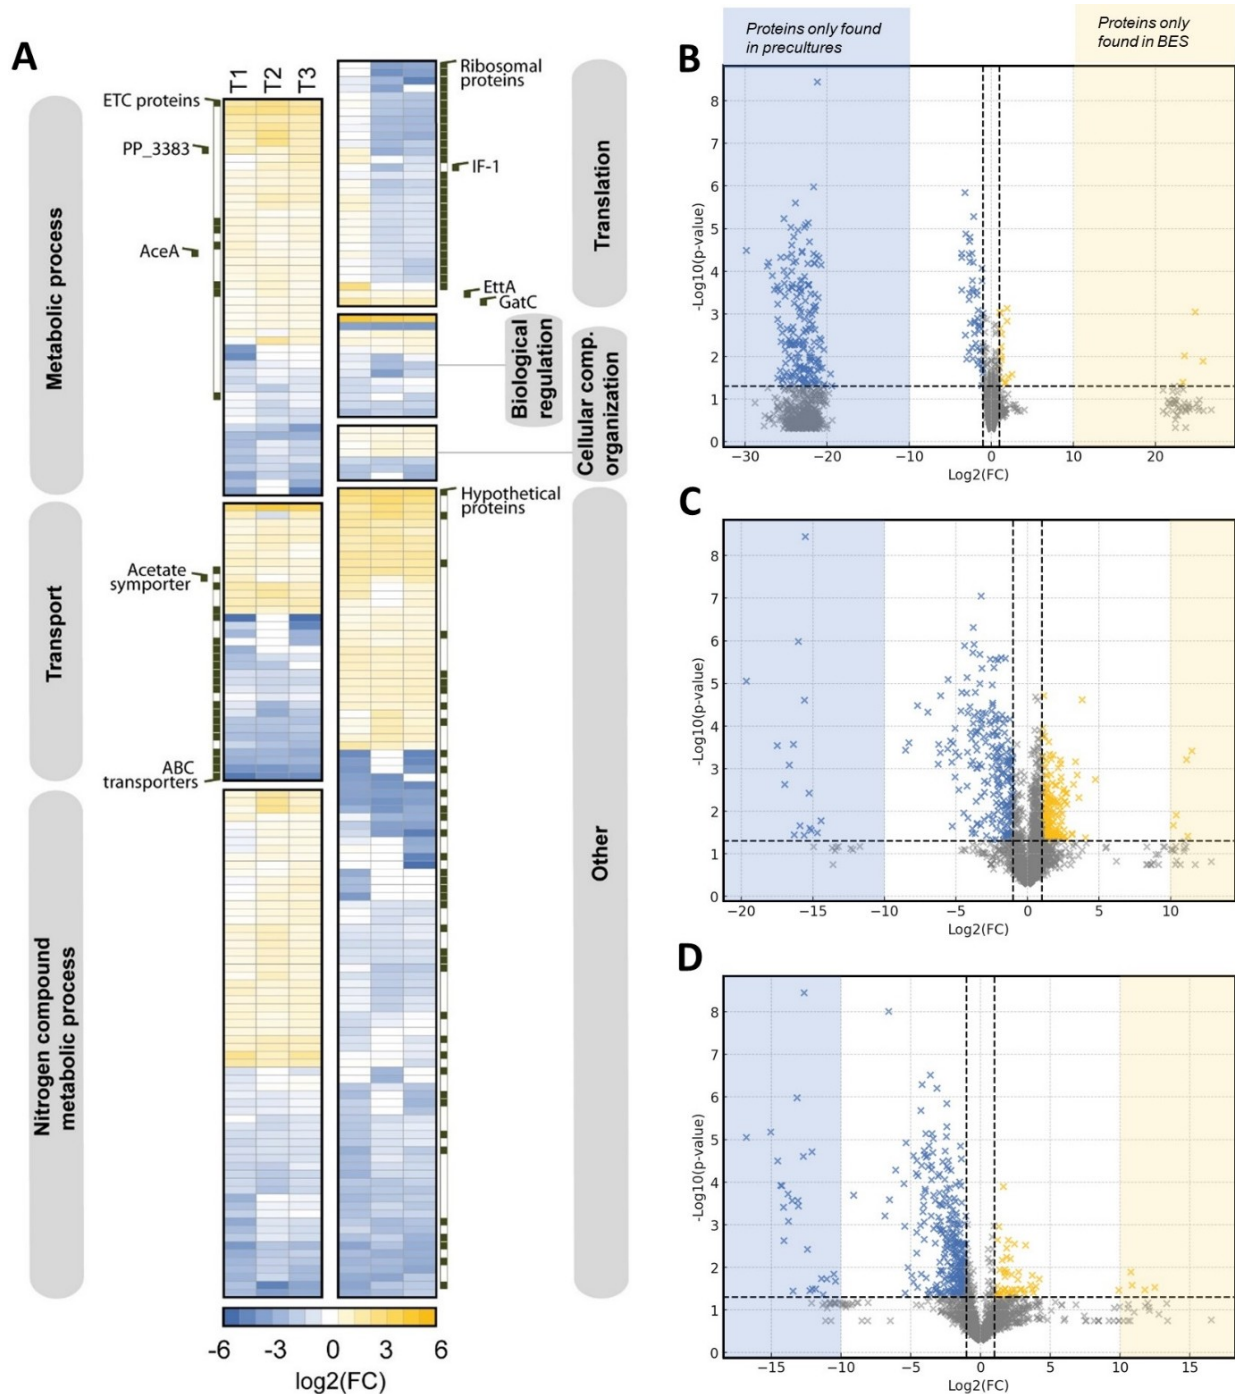 A
T1 T2 T3
ETC proteins
PP_3383
AceA
Metabolic process
Transport
Acetate
symporter
ABC
transporters
Nitrogen compound
metabolic process
Ribosomal
proteins
IF-1
EttA
GatC
Translation
Biological
regulation
Cellular comp.
organization
Hypothetical
proteins
Other
-6 -3 0 3 6
log2(FC)
Proteins only found
in precultures
Proteins only
found in BES
B
-Log10(p-value)
8
7
6
5
4
3
2
1
0
−30 −20 −10 0 10 20
Log2(FC)
C
-Log10(p-value)
8
7
6
5
4
3
2
1
0
−20 −15 −10 −5 0 5 10
Log2(FC)
D
-Log10(p-value)
8
7
6
5
4
3
2
1
0
−15 −10 −5 0 5 10 15
Log2(FC)